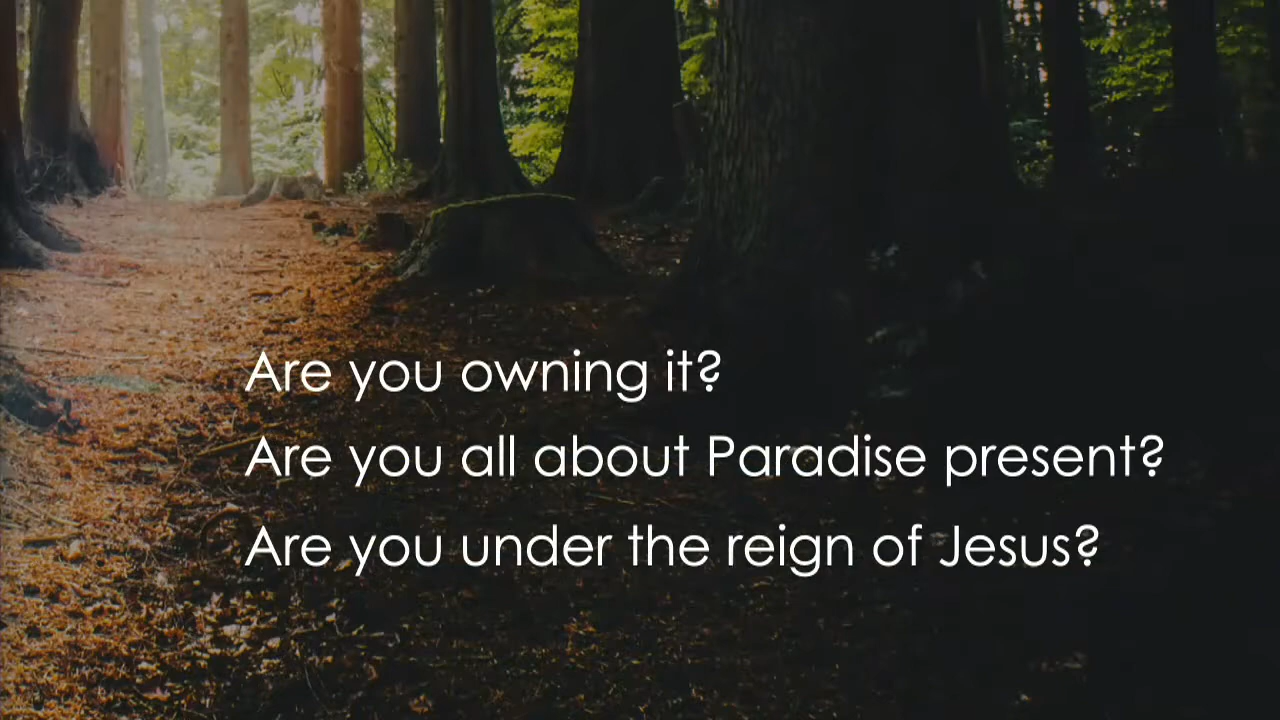 Are you owning it?
Are you all about Paradise present?
Are you under the reign of Jesus?